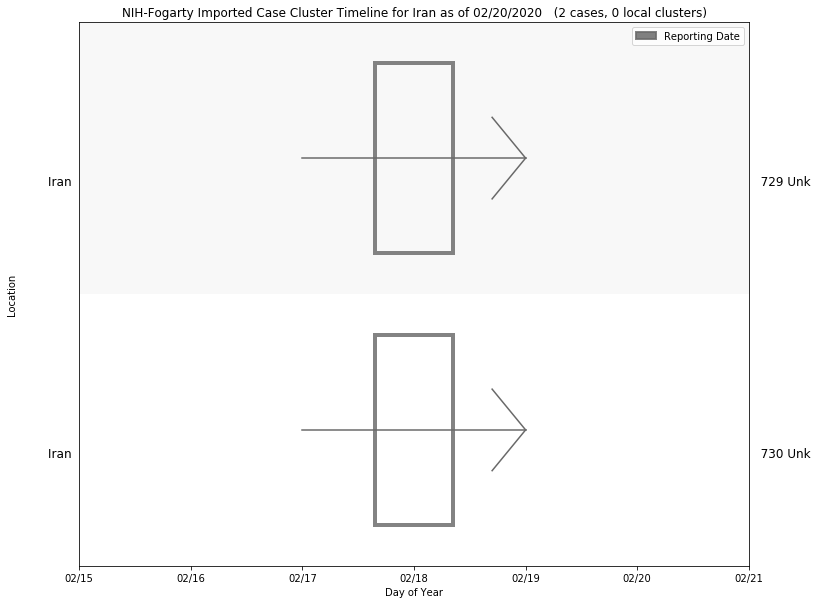 NIH-Fogarty Imported Case Cluster Timeline for Iran as of 02/20/2020   (2 cases, 0 local clusters)
Reporting Date
Iran
729 Unk
Location
Iran
730 Unk
02/15 02/16 02/17 02/18 02/19 02/20 02/21
Day of Year